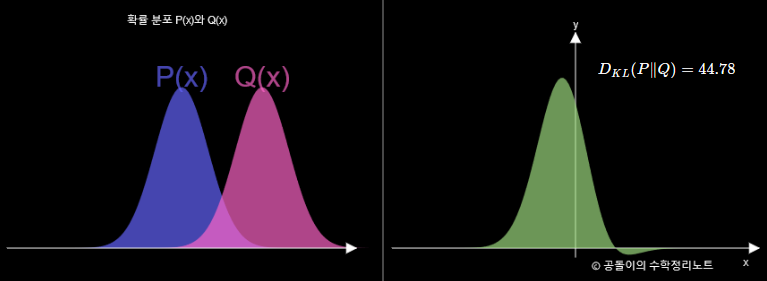 확률 분포 P(x)와 Q(x)
P(x) Q(x)
y
D_{KL}(P∥Q) = 44.78
x
© 공돌이의 수학정리노트